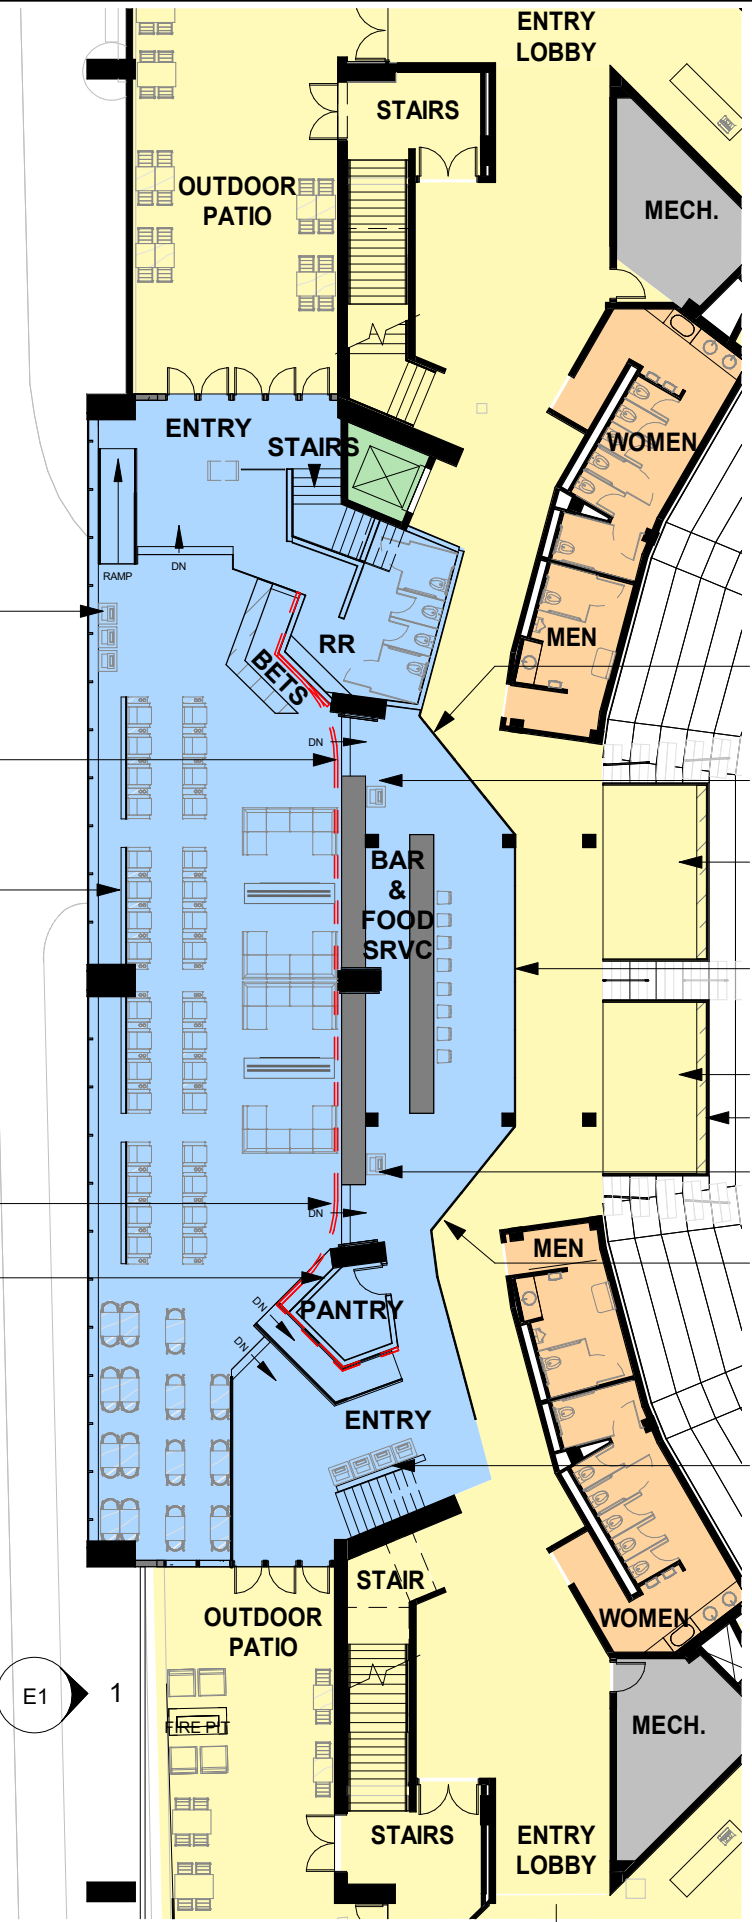 ENTRY
LOBBY
STAIRS
OUTDOOR
PATIO
MECH.
ENTRY
STAIRS
WOMEN
DN
RAMP
RR
MEN
BETS
DN
BAR
&
FOOD
SRVC
DN
MEN
DN
PANTRY
DN
ENTRY
STAIR
OUTDOOR
PATIO
WOMEN
E1
1
FIRE PIT
MECH.
STAIRS
ENTRY
LOBBY